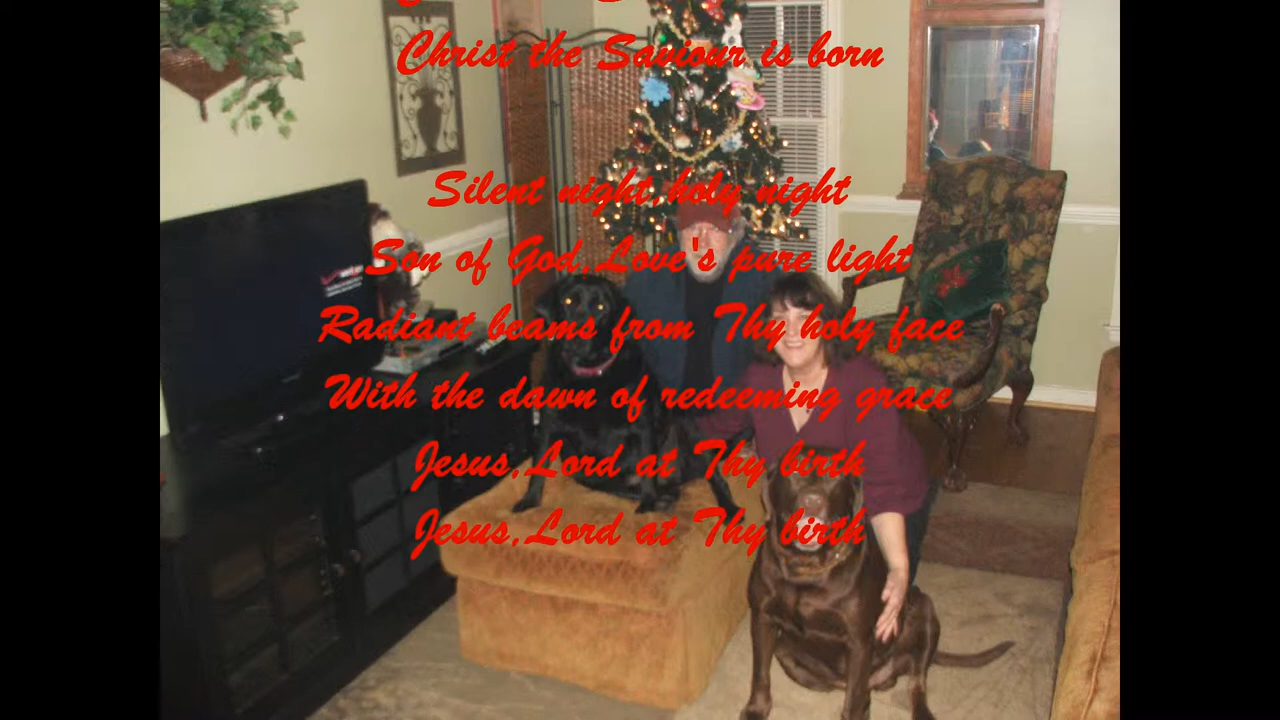 Christ the Saviour is born
Silent night,holy night
Son of God,Love's pure light
Radiant beams from Thy holy face
With the dawn of redeeming grace
Jesus,Lord at Thy birth
Jesus,Lord at Thy birth